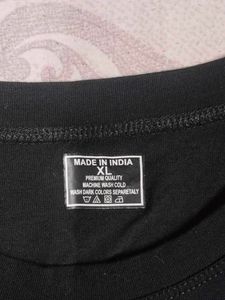 MADE IN INDIA
XL
PREMIUM QUALITY
MACHINE WASH COLD
WASH DARK COLORS SEPARETALY